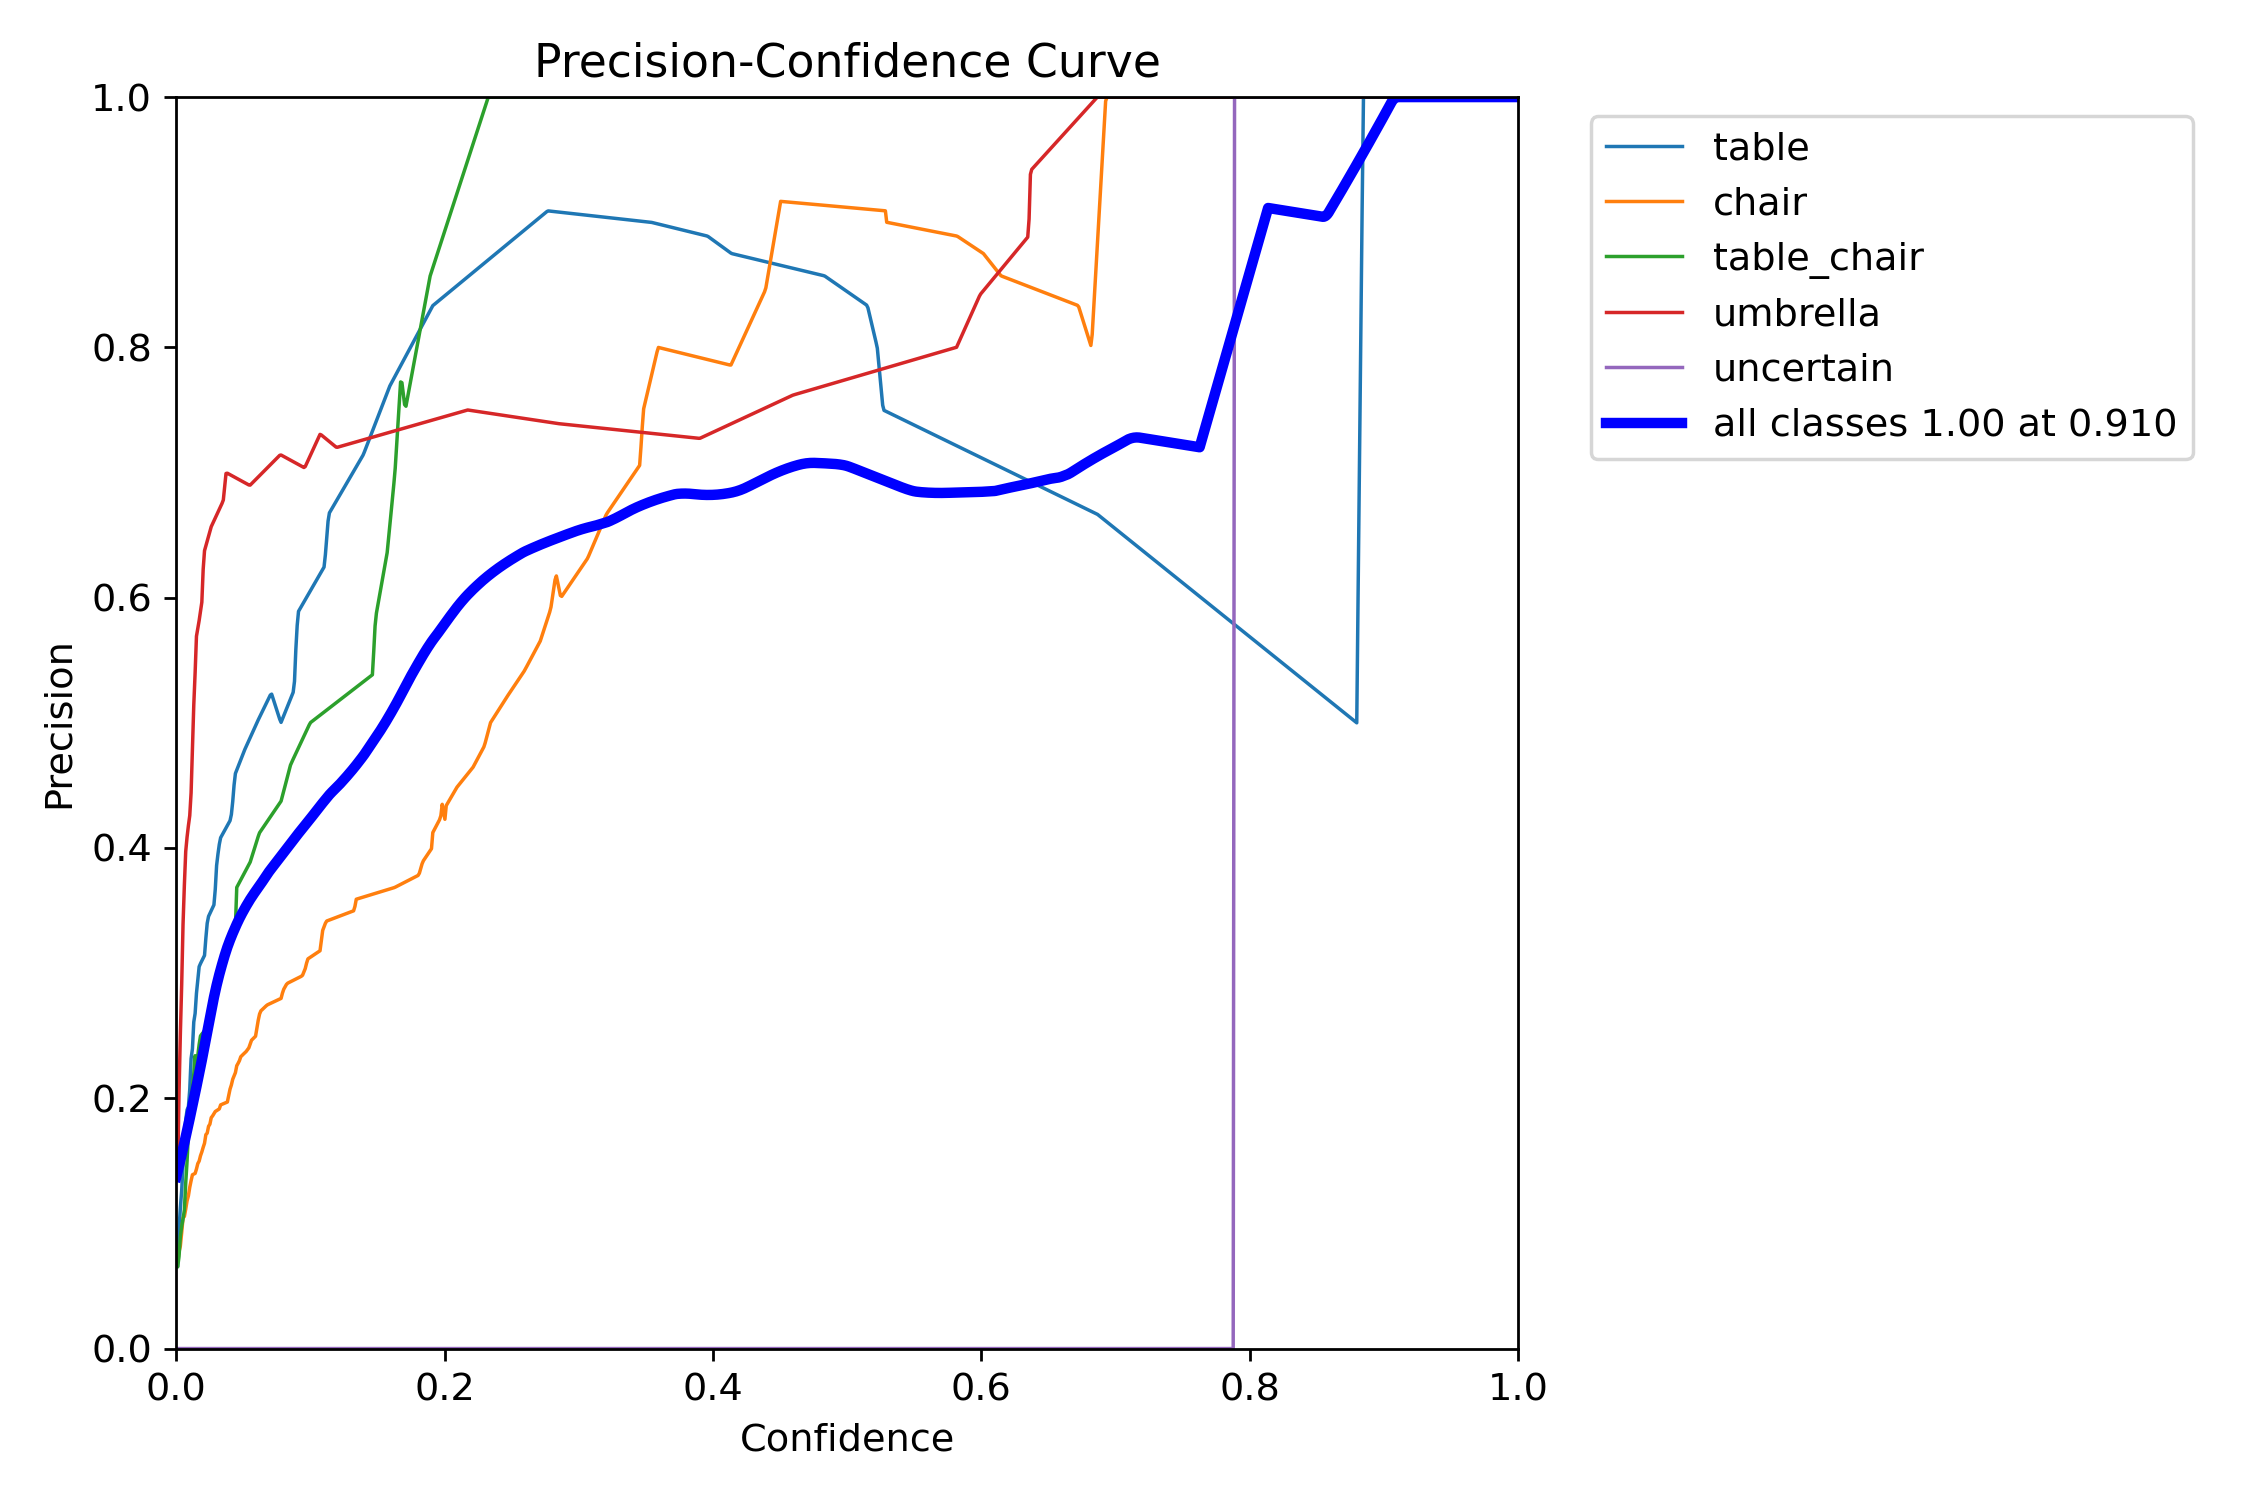 Precision-Confidence Curve
1.0
0.8
0.6
0.4
0.2
0.0
Precision
0.0 0.2 0.4 0.6 0.8 1.0
Confidence
table
chair
table_chair
umbrella
uncertain
all classes 1.00 at 0.910